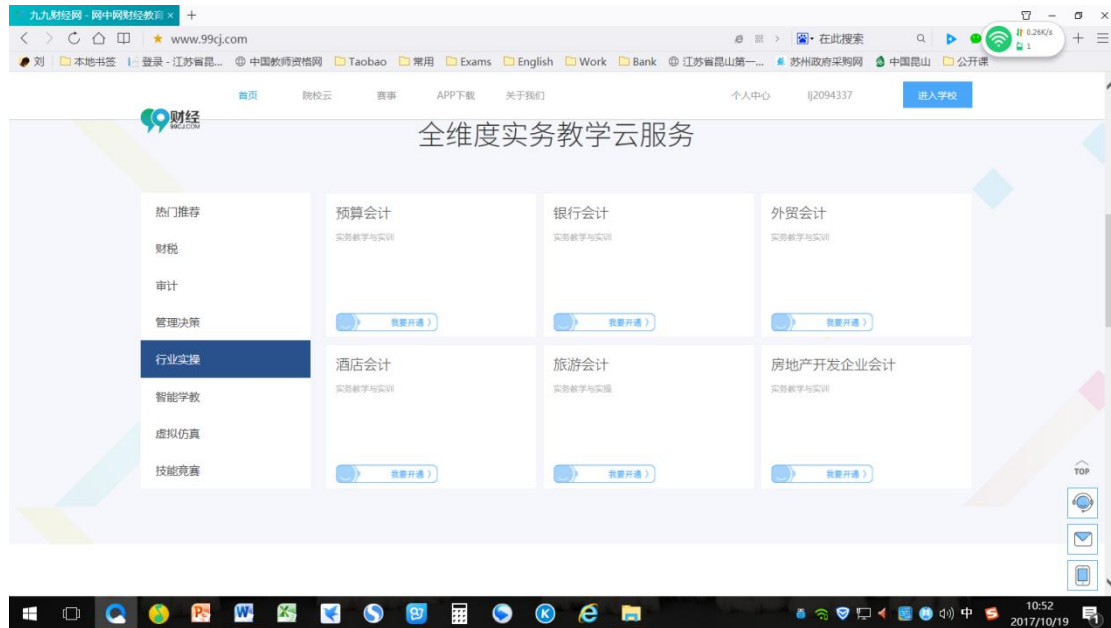 九九财经网 - 网中网财经教育
www.99cj.com
在此搜索
0.26K/s
1
刘 本地书签 登录 - 江苏省昆... 中国教师资格网 Taobao 常用 Exams English Work Bank 江苏省昆山第一... 苏州政府采购网 中国昆山 公开课
首页 院校云 赛事 APP下载 关于我们 个人中心 ljj2094337 进入学校
99财经
99CJ.COM
全维度实务教学云服务
热门推荐
财税
审计
管理决策
行业实操
智能学教
虚拟仿真
技能竞赛
预算会计 银行会计 外贸会计
实务教学与实训 实务教学与实训 实务教学与实训
我要开通 》 我要开通 》 我要开通 》
酒店会计 旅游会计 房地产开发企业会计
实务教学与实训 实务教学与实操 实务教学与实训
我要开通 》 我要开通 》 我要开通 》
TOP
中
10:52
2017/10/19